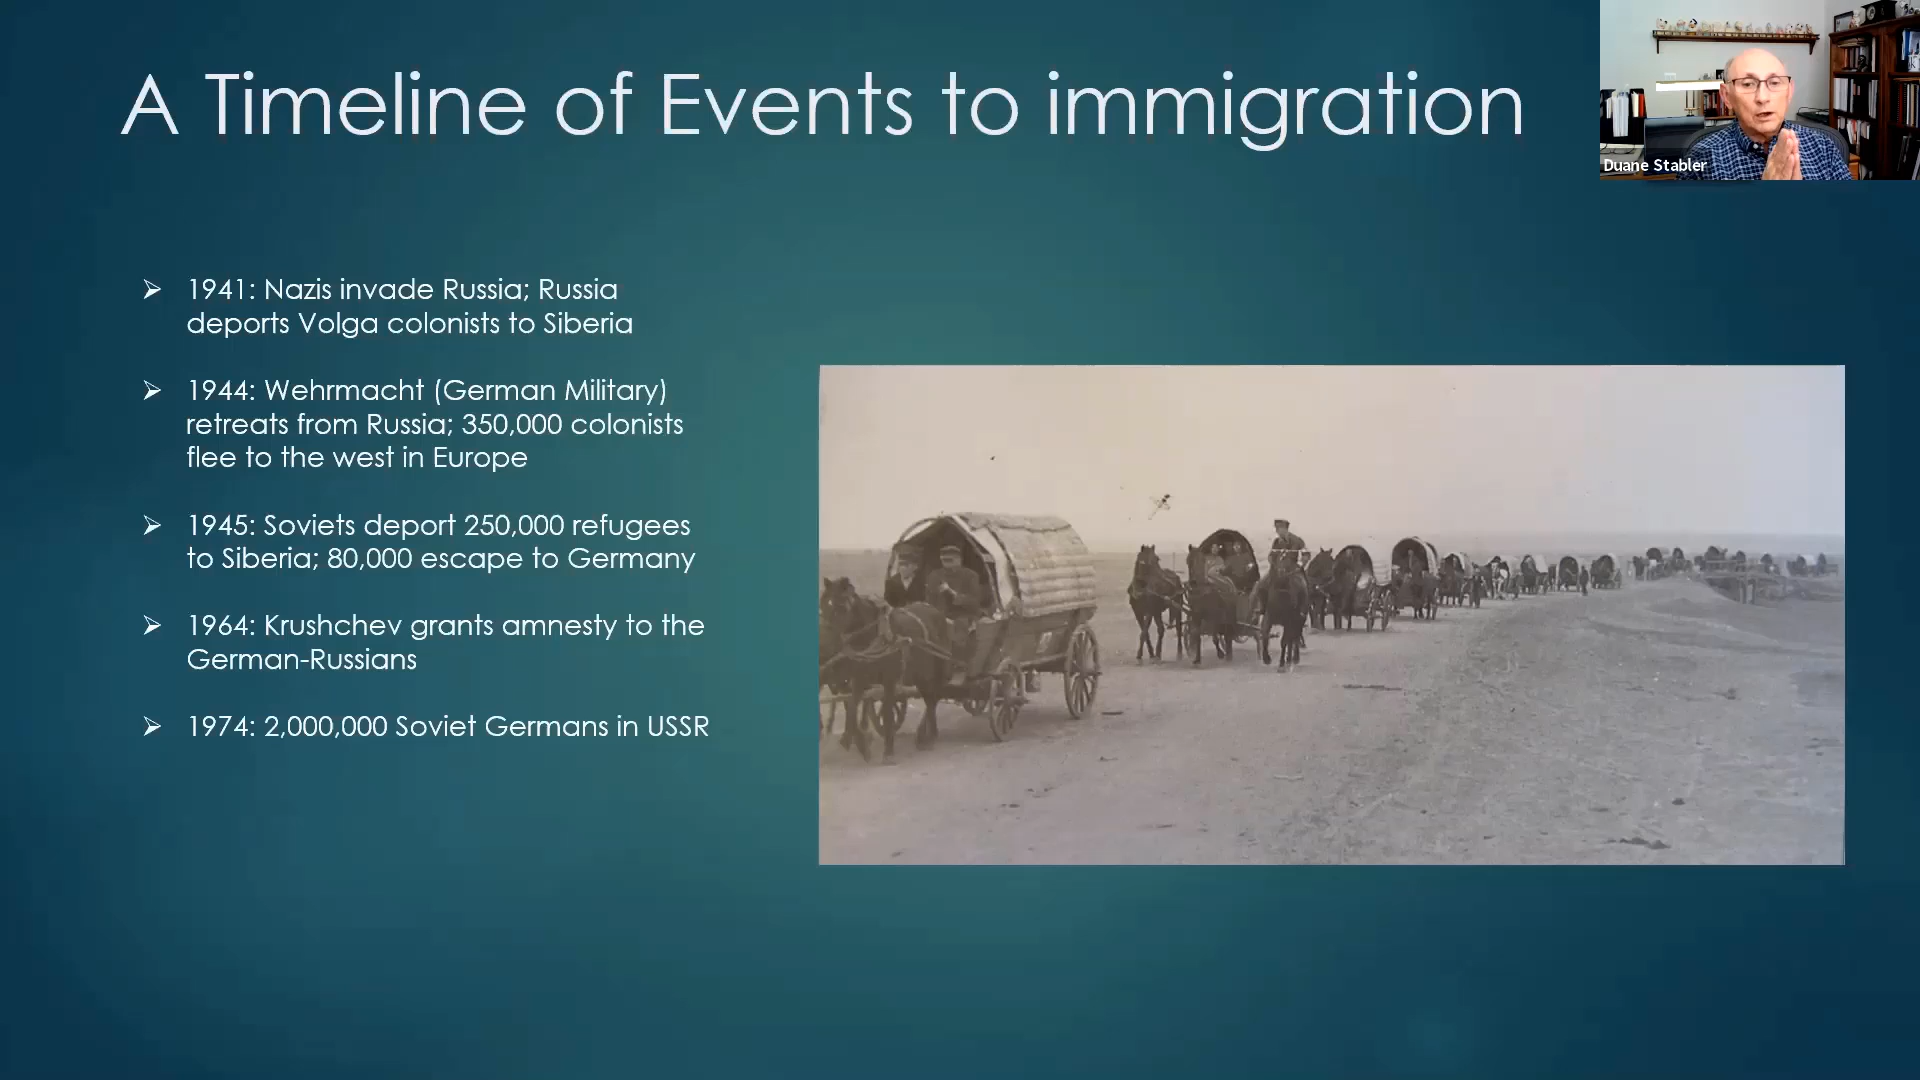 A Timeline of Events to immigration
Duane Stabler
➢ 1941: Nazis invade Russia; Russia
deports Volga colonists to Siberia
➢ 1944: Wehrmacht (German Military)
retreats from Russia; 350,000 colonists
flee to the west in Europe
➢ 1945: Soviets deport 250,000 refugees
to Siberia; 80,000 escape to Germany
➢ 1964: Krushchev grants amnesty to the
German-Russians
➢ 1974: 2,000,000 Soviet Germans in USSR